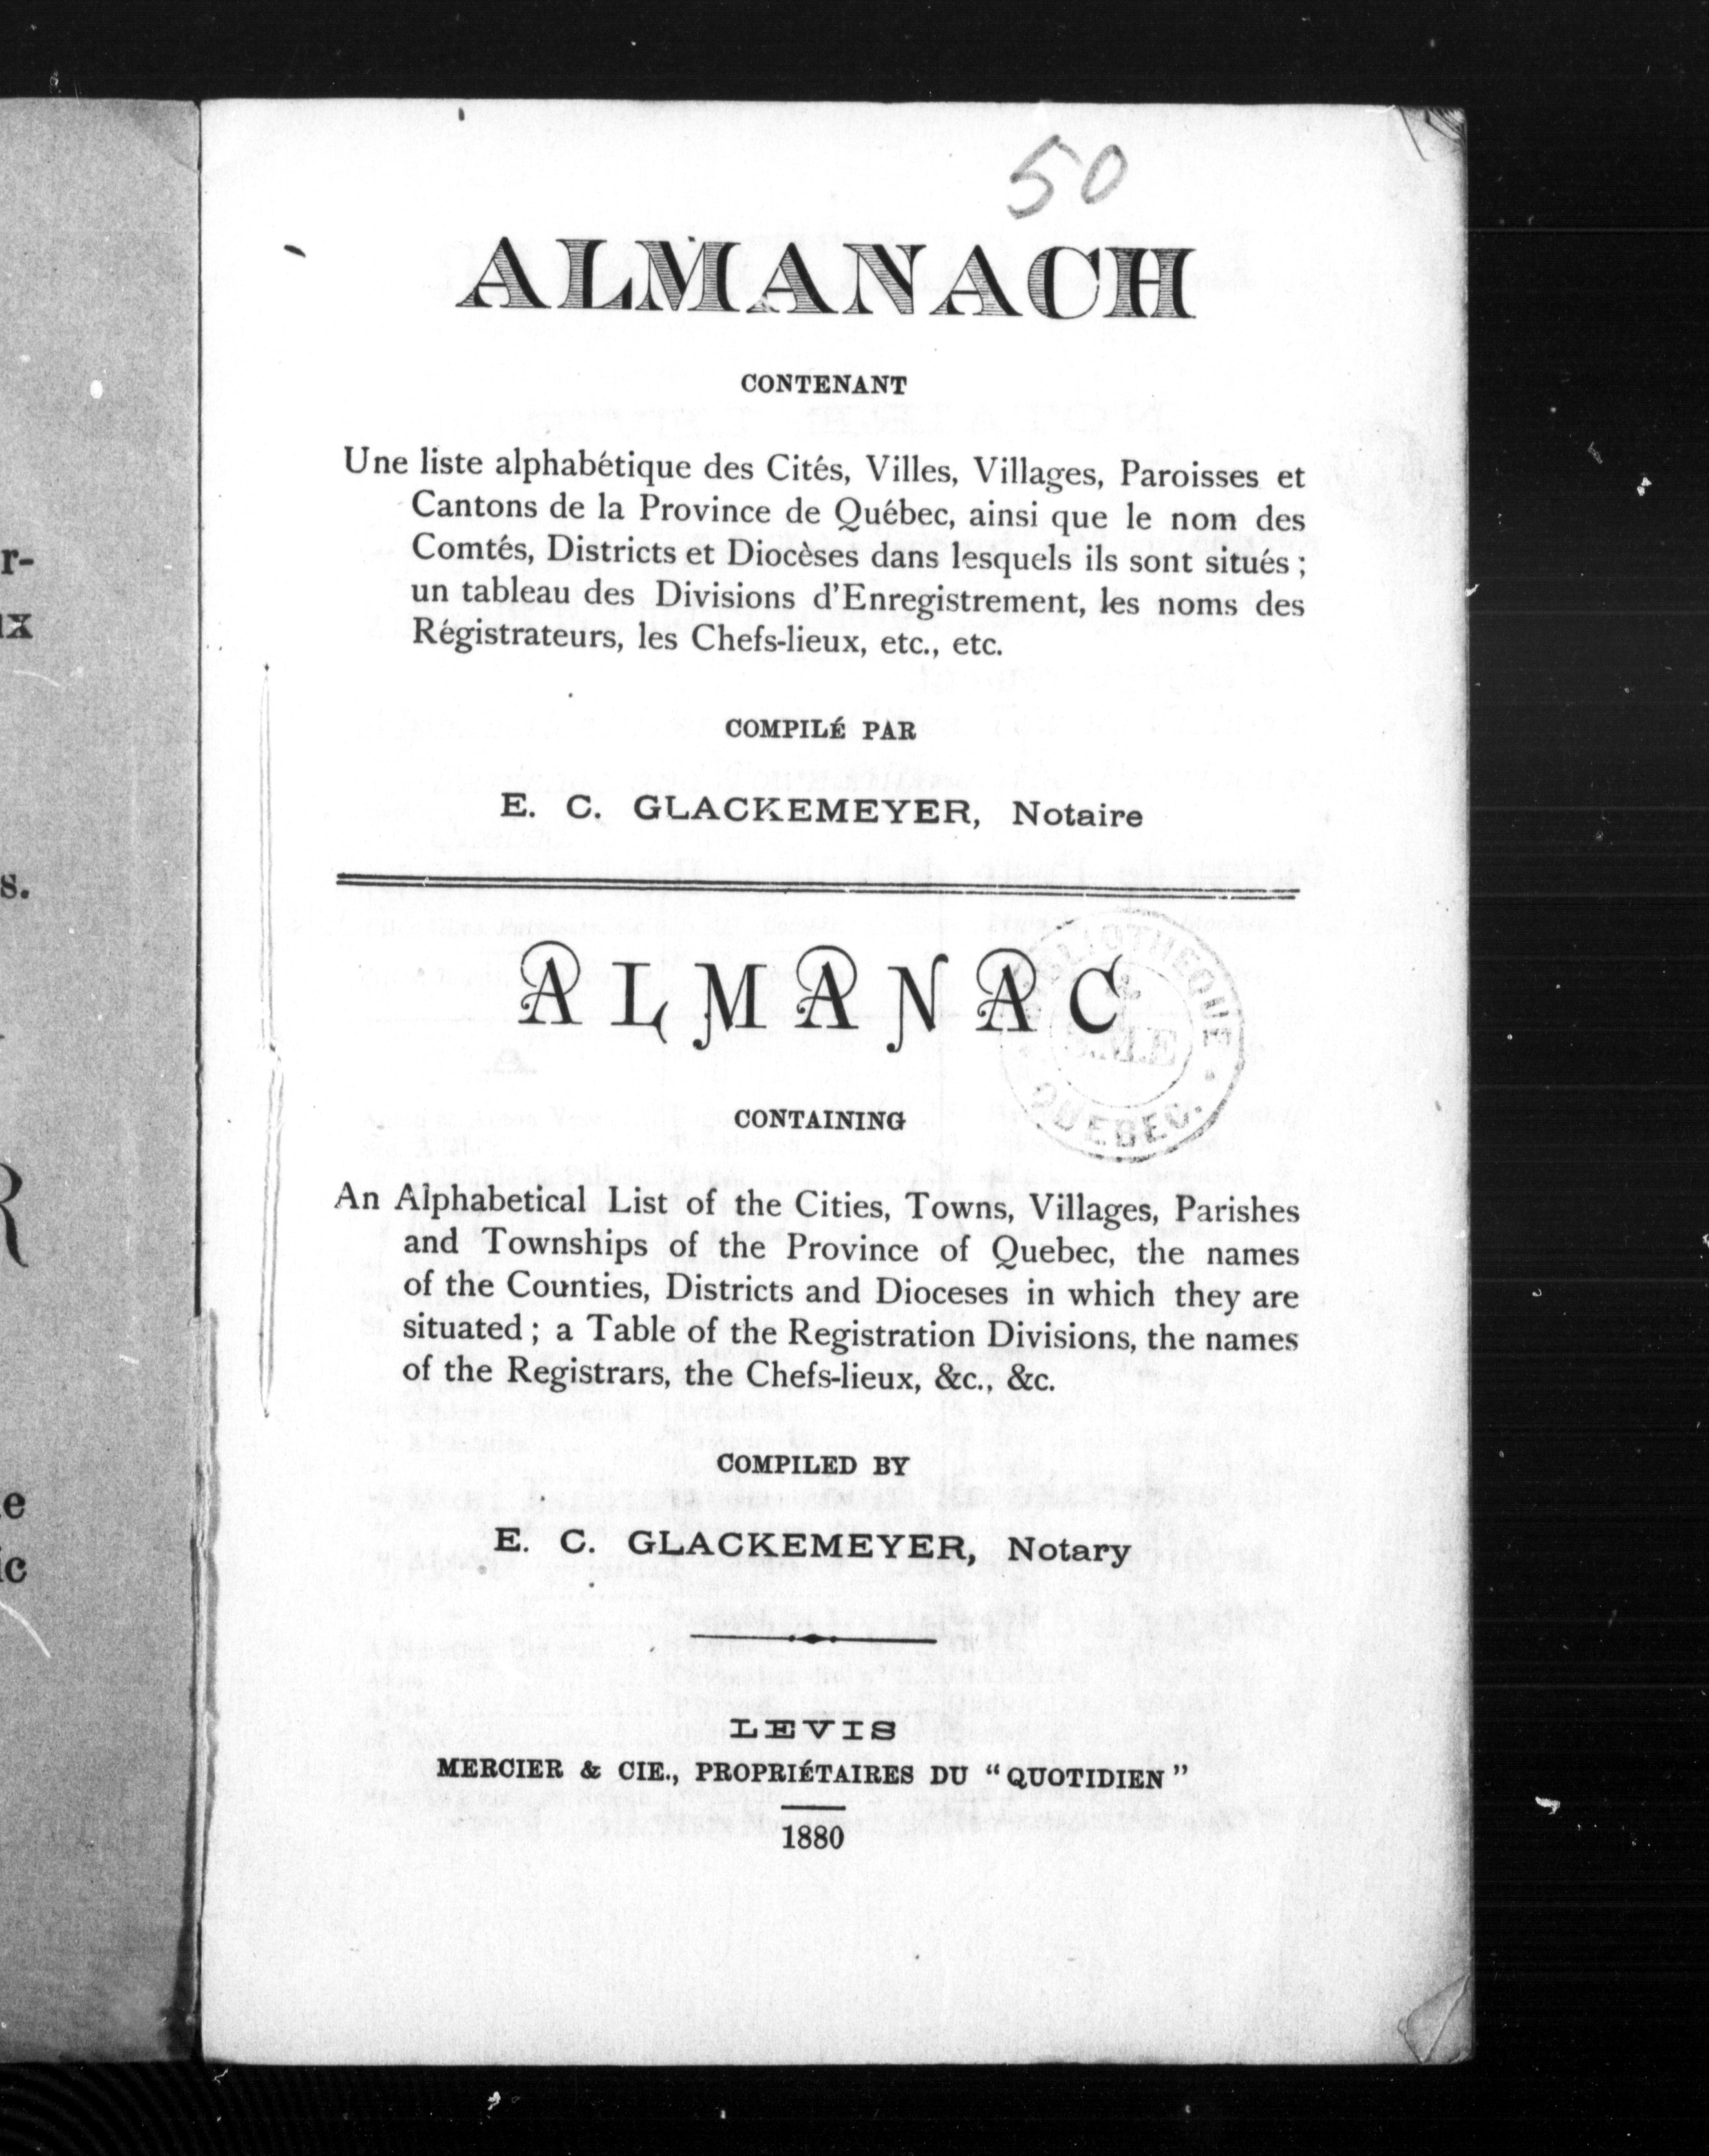 50
ALMANACH
CONTENANT
Une liste alphabétique des Cités, Villes, Villages, Paroisses et
Cantons de la Province de Québec, ainsi que le nom des
Comtés, Districts et Diocèses dans lesquels ils sont situés ;
un tableau des Divisions d'Enregistrement, les noms des
Régistrateurs, les Chefs-lieux, etc., etc.
COMPILÉ PAR
E. C. GLACKEMEYER, Notaire
ALMANAC
BIBLIOTHEQUE
S.M.E
QUEBEC.
CONTAINING
An Alphabetical List of the Cities, Towns, Villages, Parishes
and Townships of the Province of Quebec, the names
of the Counties, Districts and Dioceses in which they are
situated ; a Table of the Registration Divisions, the names
of the Registrars, the Chefs-lieux, &c., &c.
COMPILED BY
E. C. GLACKEMEYER, Notary
LEVIS
MERCIER & CIE., PROPRIÉTAIRES DU "QUOTIDIEN"
1880
r-
ux
s.
R
e
ic